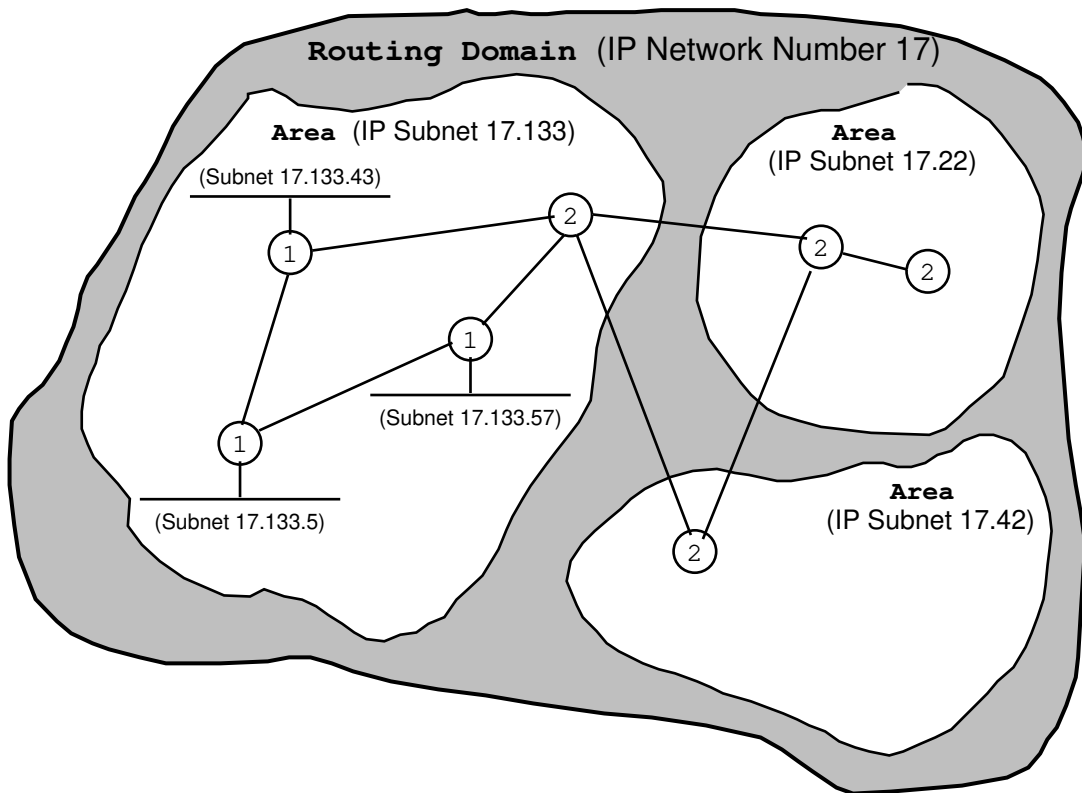 Routing Domain (IP Network Number 17)
Area (IP Subnet 17.133)
Area
(IP Subnet 17.22)
(Subnet 17.133.43)
2
1
2
2
1
(Subnet 17.133.57)
1
(Subnet 17.133.5)
Area
(IP Subnet 17.42)
2